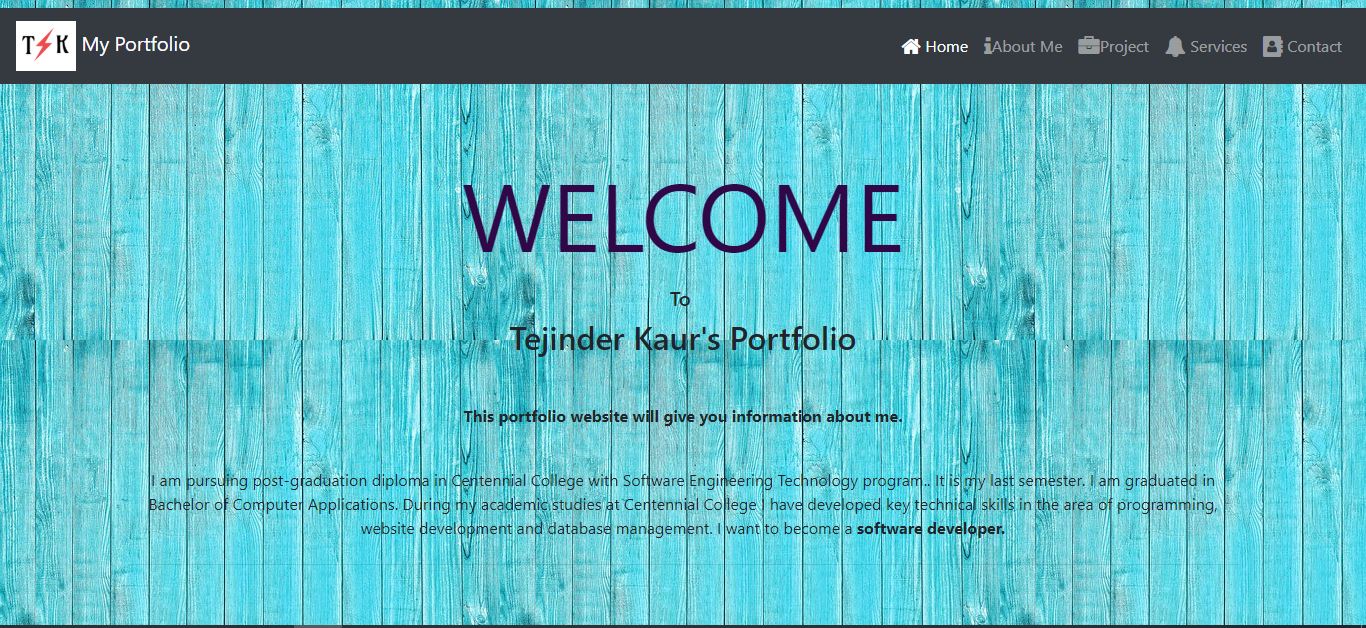 T K My Portfolio
Home About Me Project Services Contact
WELCOME
To
Tejinder Kaur's Portfolio
This portfolio website will give you information about me.
I am pursuing post-graduation diploma in Centennial College with Software Engineering Technology program.. It is my last semester. I am graduated in
Bachelor of Computer Applications. During my academic studies at Centennial College I have developed key technical skills in the area of programming,
website development and database management. I want to become a software developer.